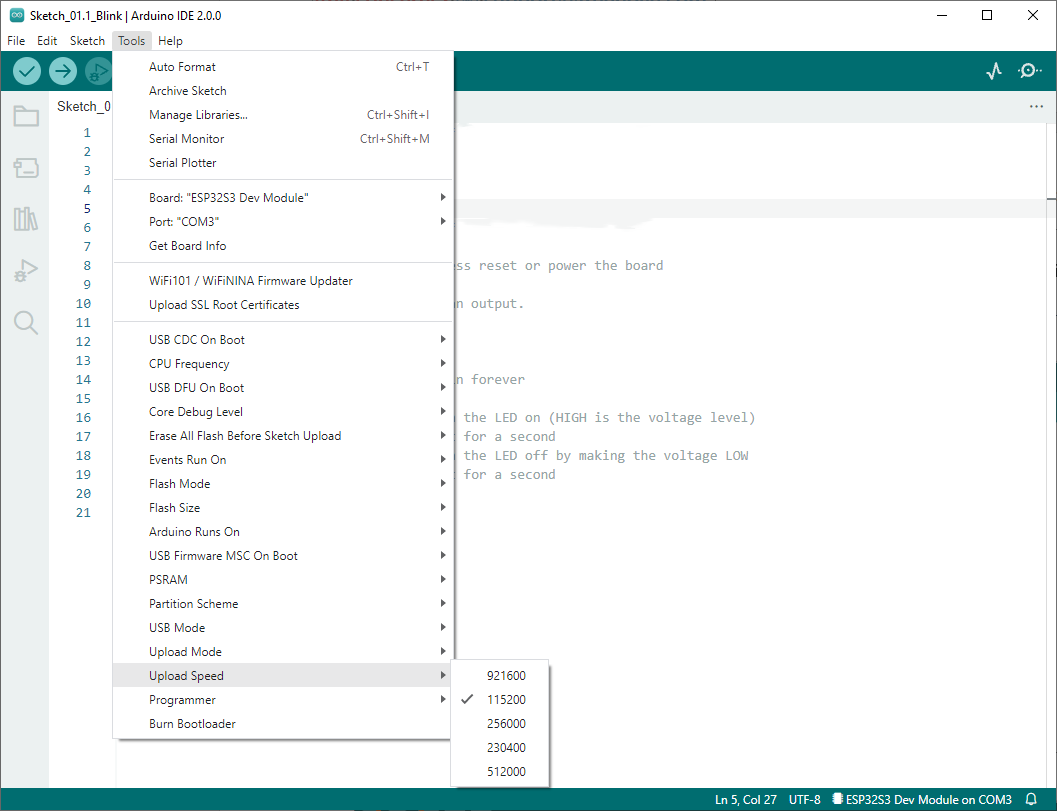 Sketch_01.1_Blink | Arduino IDE 2.0.0
File Edit Sketch Tools Help
Sketch_0
Auto Format Ctrl+T
Archive Sketch
Manage Libraries... Ctrl+Shift+I
Serial Monitor Ctrl+Shift+M
Serial Plotter
Board: "ESP32S3 Dev Module"
Port: "COM3"
Get Board Info
WiFi101 / WiFiNINA Firmware Updater
Upload SSL Root Certificates
USB CDC On Boot
CPU Frequency
USB DFU On Boot
Core Debug Level
Erase All Flash Before Sketch Upload
Events Run On
Flash Mode
Flash Size
Arduino Runs On
USB Firmware MSC On Boot
PSRAM
Partition Scheme
USB Mode
Upload Mode
Upload Speed
Programmer
Burn Bootloader
921600
115200
256000
230400
512000
1
2
3
4
5
6
7
8
9
10
11
12
13
14
15
16
17
18
19
20
21
ss reset or power the board
n output.
n forever
the LED on (HIGH is the voltage level)
for a second
the LED off by making the voltage LOW
for a second
Ln 5, Col 27 UTF-8 ESP32S3 Dev Module on COM3